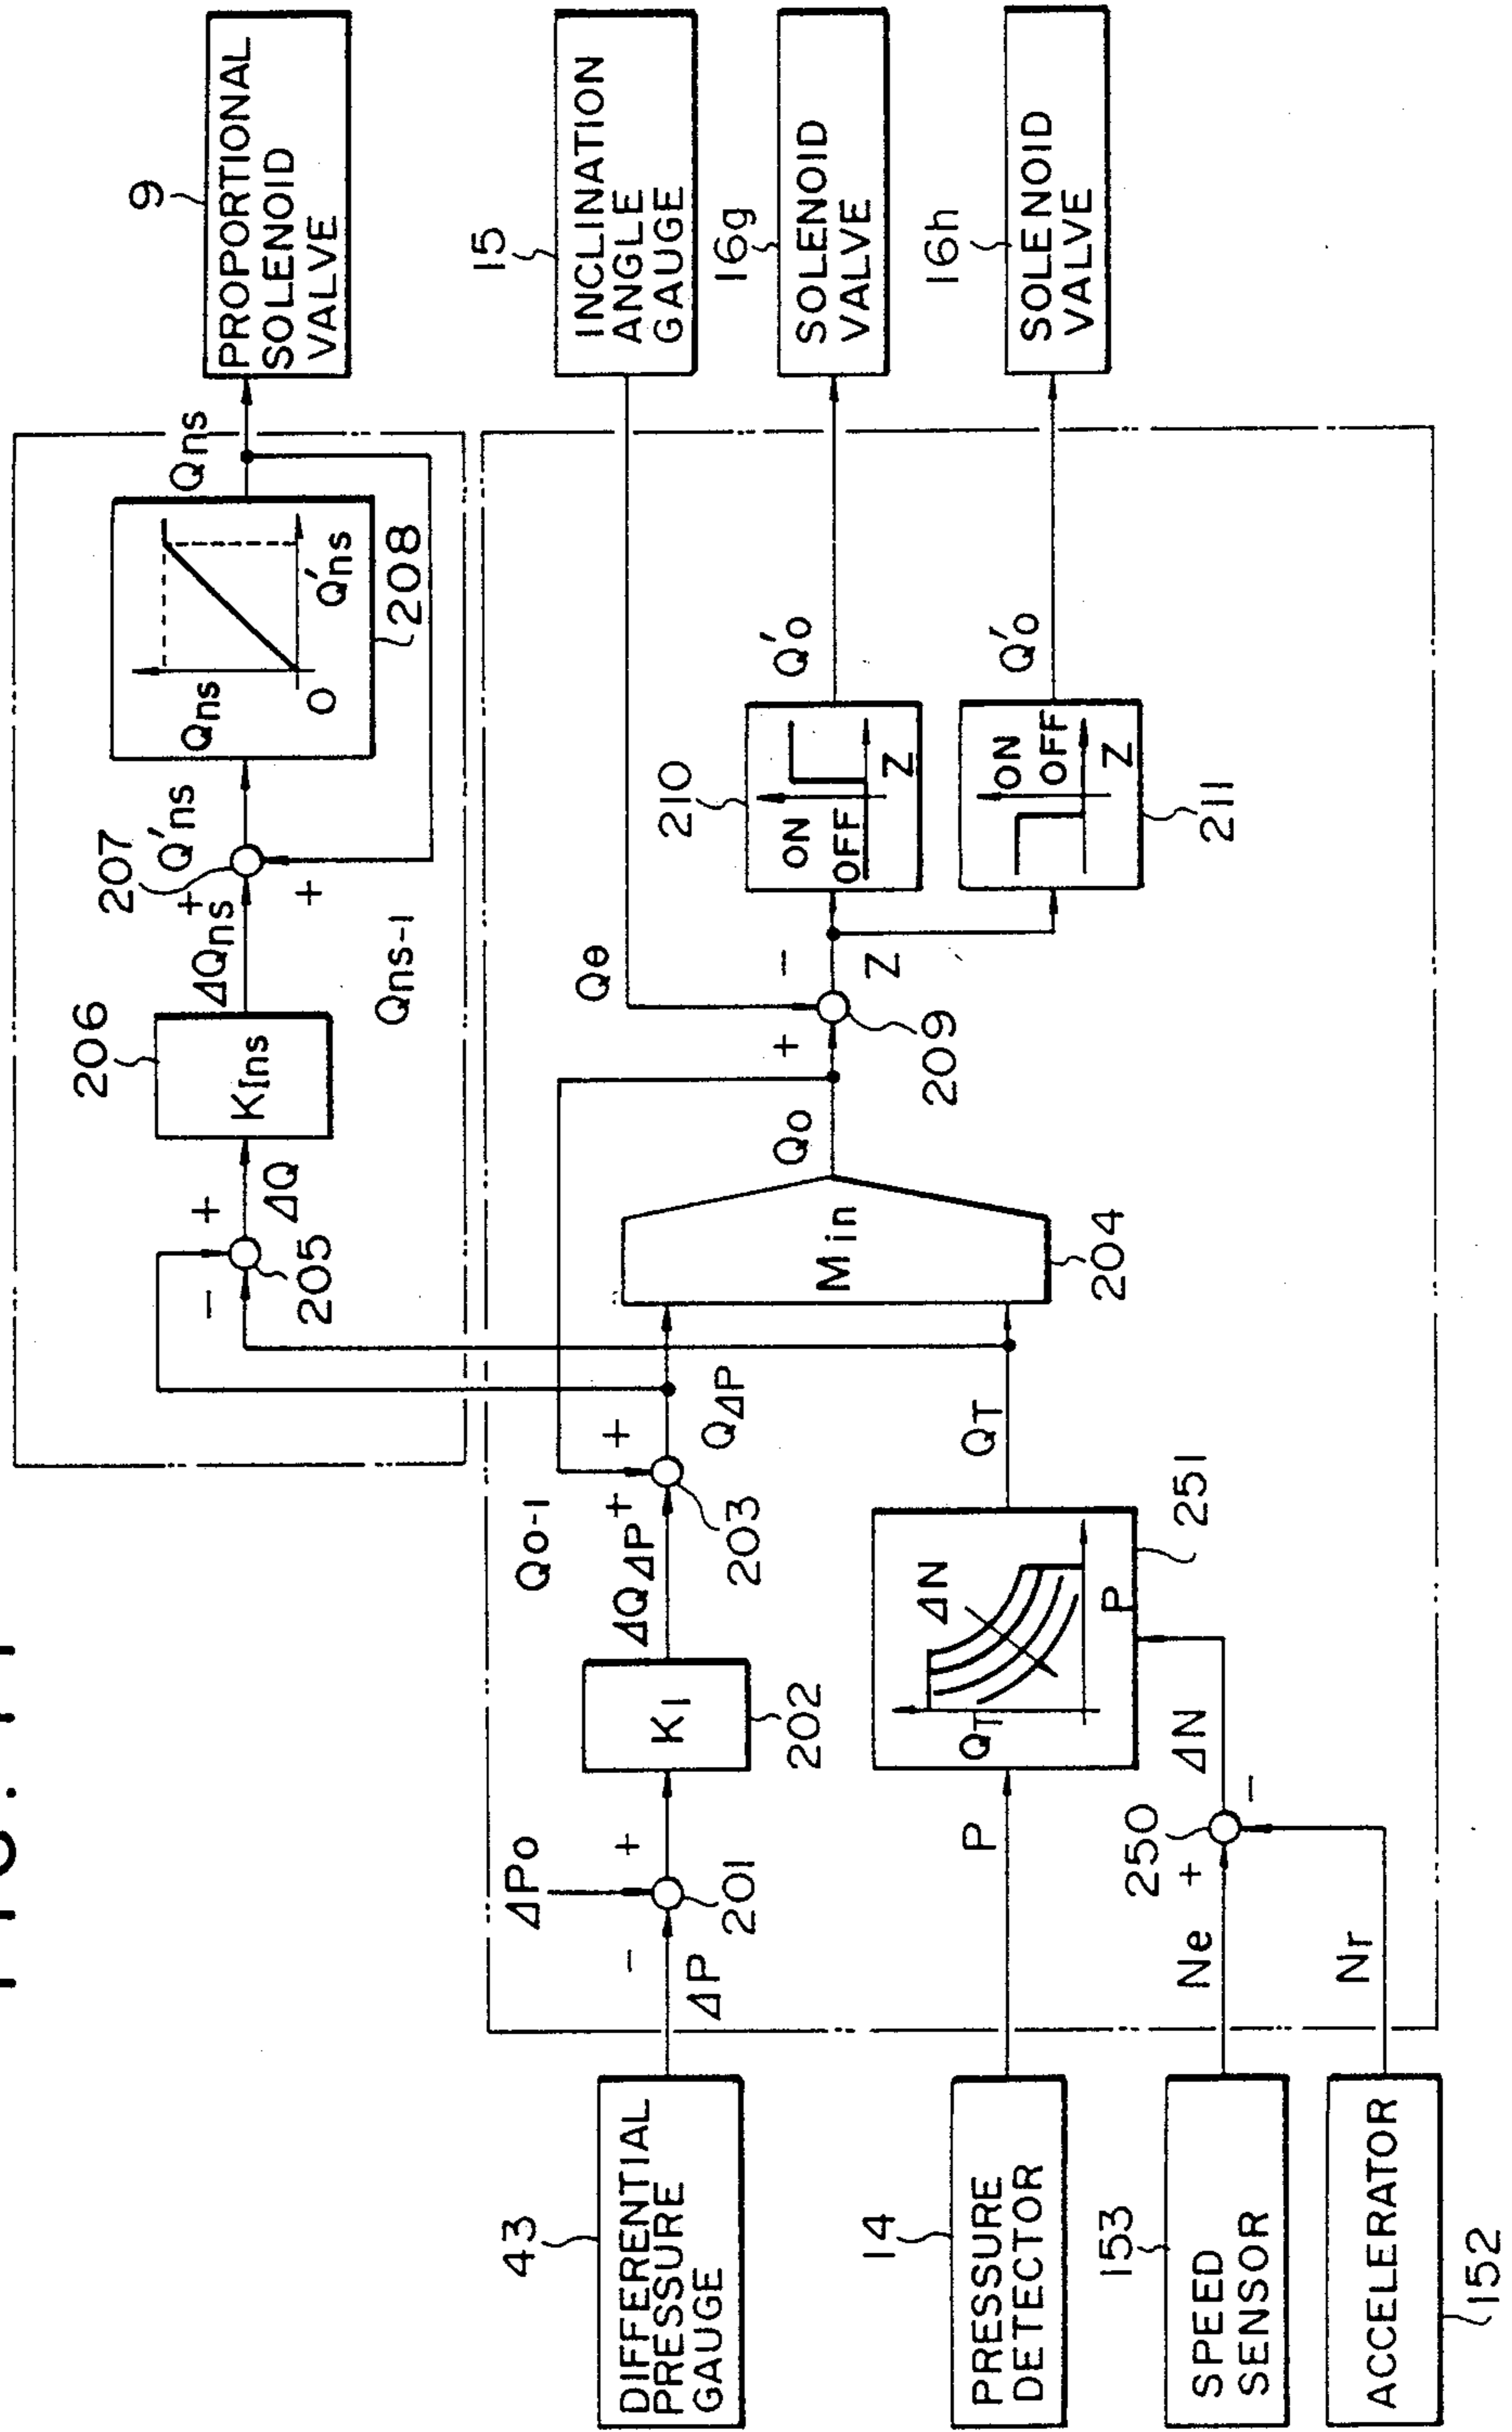 9
PROPORTIONAL
SOLENOID
VALVE
Qns
Qns
O
Q'ns
208
207
Q'ns
+
+
ΔQns
Qns-1
206
KIns
+
-
ΔQ
205
15
INCLINATION
ANGLE
GAUGE
16g
SOLENOID
VALVE
16h
SOLENOID
VALVE
Q'o
Q'o
210
ON
OFF
Z
ON
OFF
Z
211
Qθ
-
Z
+
209
Qo
Min
204
Qo-1
+
+
QΔP
203
ΔQΔP
QT
251
QT
ΔN
P
KI
202
ΔPo
+
-
201
ΔP
P
ΔN
250
+
-
Ne
Nr
43
DIFFERENTIAL
PRESSURE
GAUGE
14
PRESSURE
DETECTOR
153
SPEED
SENSOR
ACCELERATOR
152